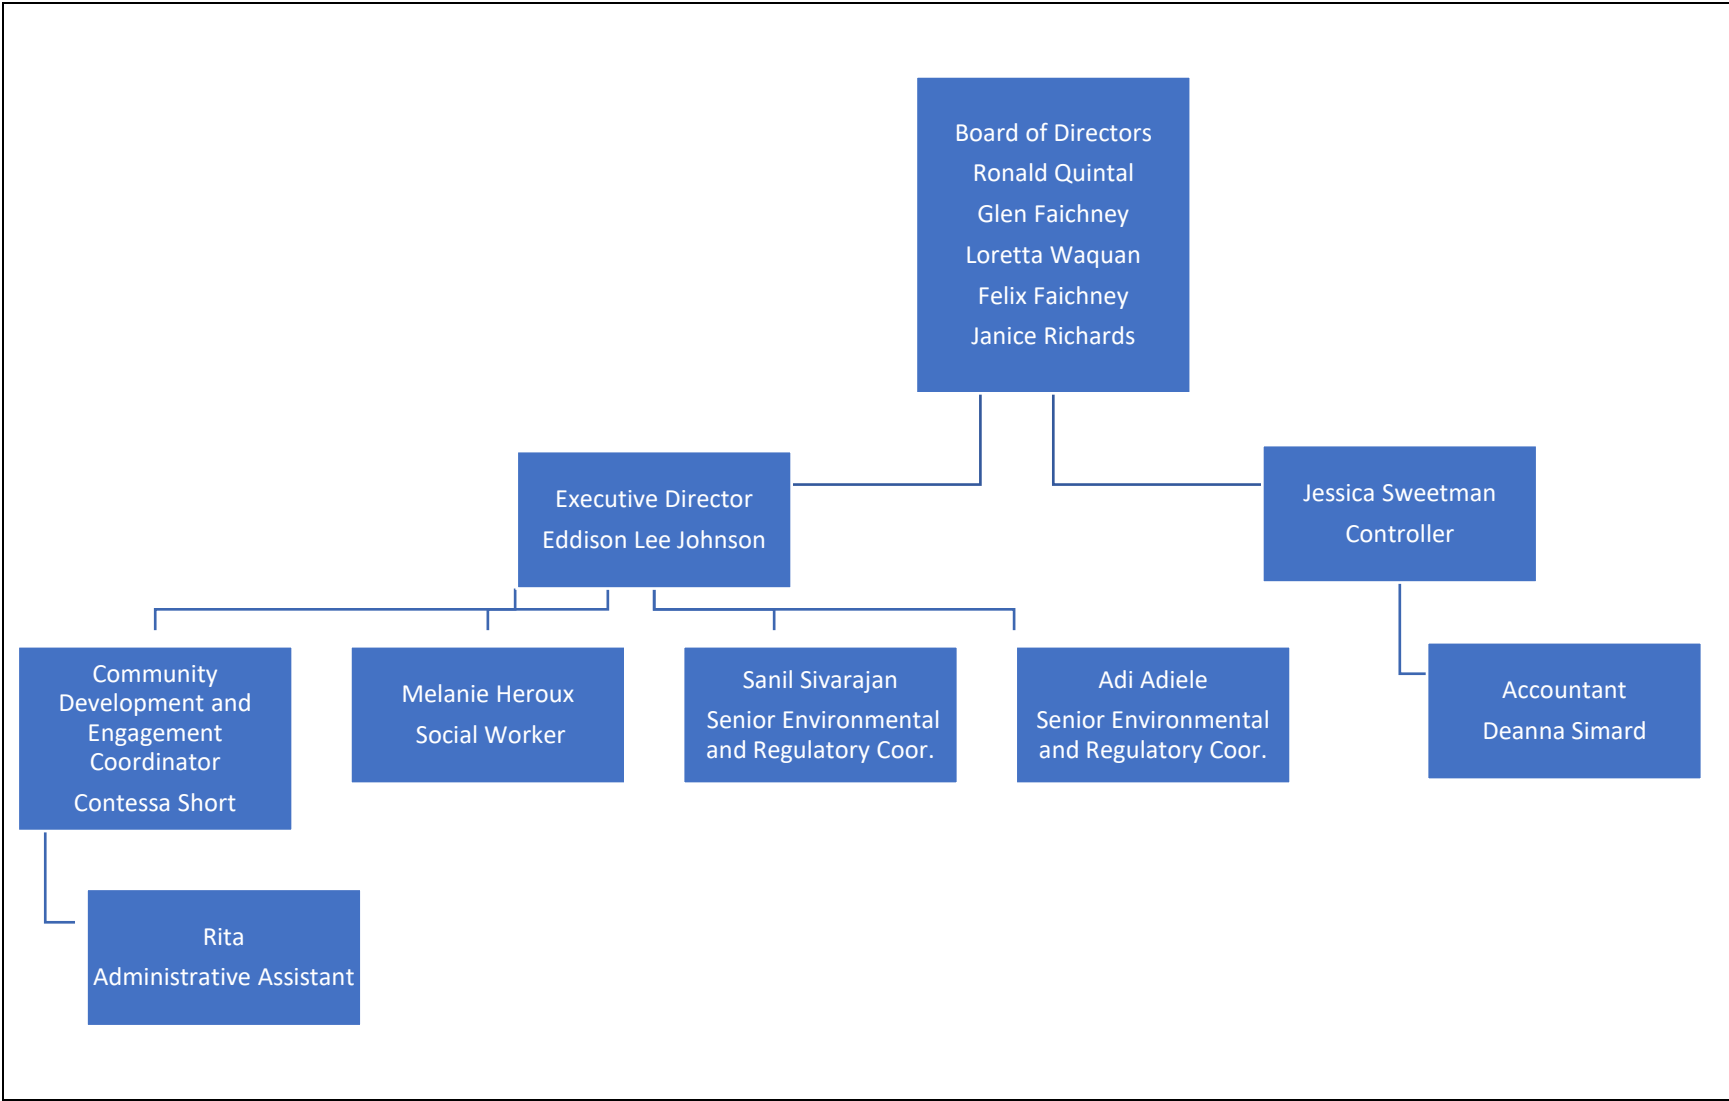 Board of Directors
Ronald Quintal
Glen Faichney
Loretta Waquan
Felix Faichney
Janice Richards
Executive Director
Eddison Lee Johnson
Jessica Sweetman
Controller
Community
Development and
Engagement
Coordinator
Contessa Short
Melanie Heroux
Social Worker
Sanil Sivarajan
Senior Environmental
and Regulatory Coor.
Adi Adiele
Senior Environmental
and Regulatory Coor.
Accountant
Deanna Simard
Rita
Administrative Assistant